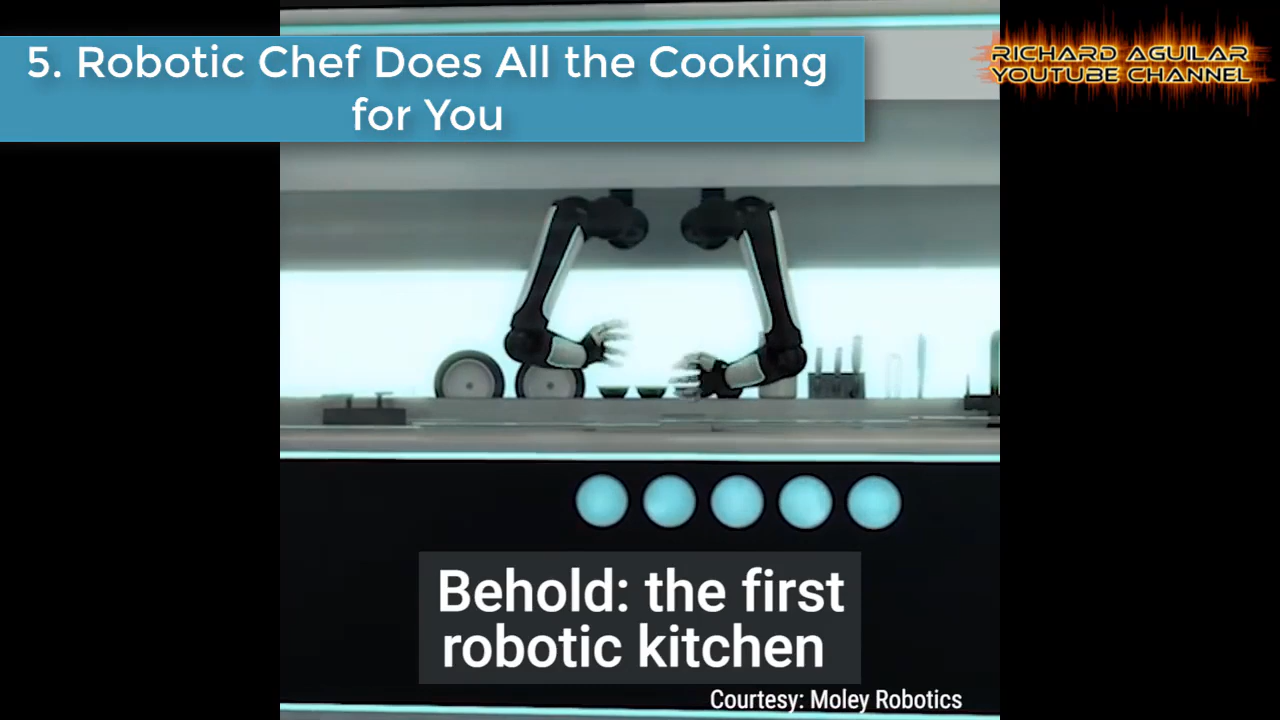 5. Robotic Chef Does All the Cooking
for You
RICHARD AGUILAR
YOUTUBE CHANNEL
Behold: the first
robotic kitchen
Courtesy: Moley Robotics